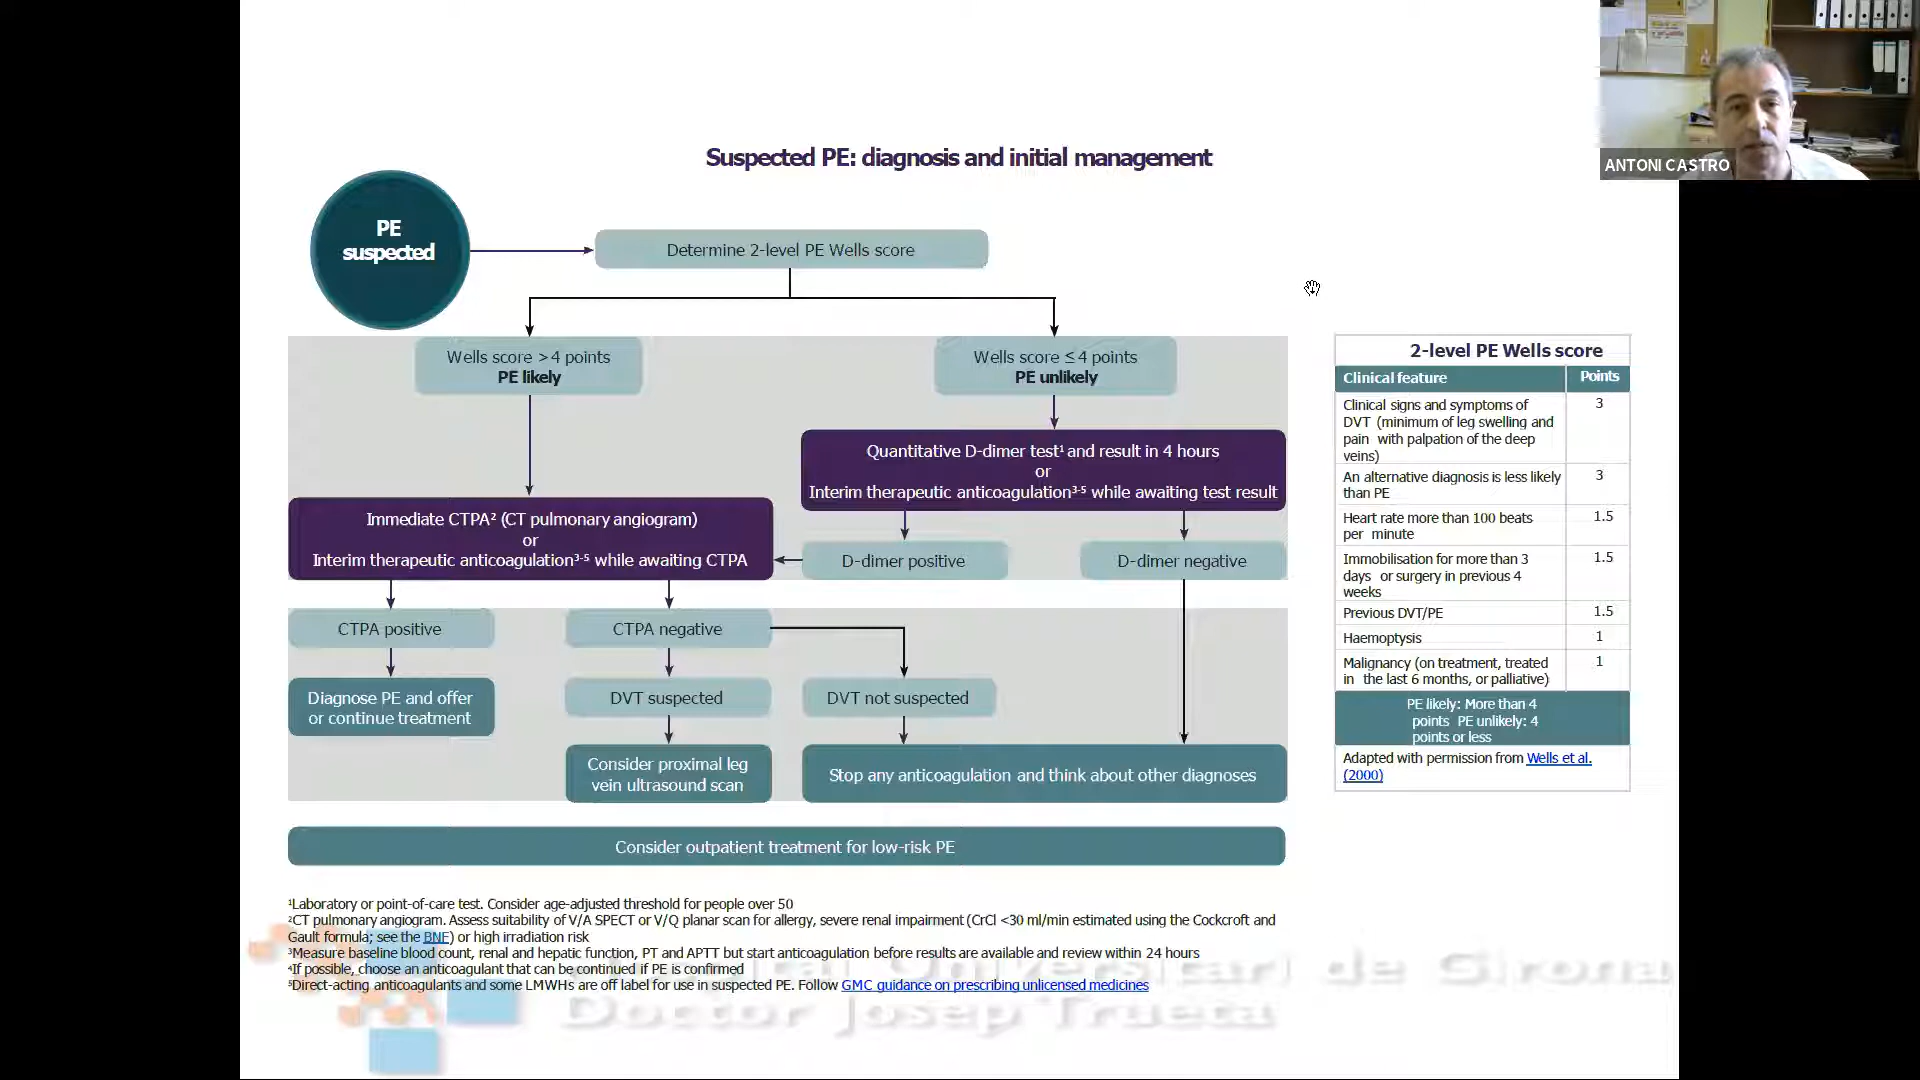 ANTONI CASTRO
Suspected PE: diagnosis and initial management
PE
suspected
Determine 2-level PE Wells score
Wells score >4 points
PE likely
Wells score ≤ 4 points
PE unlikely
Quantitative D-dimer test¹ and result in 4 hours
or
Interim therapeutic anticoagulation³⁻⁵ while awaiting test result
Immediate CTPA² (CT pulmonary angiogram)
or
Interim therapeutic anticoagulation³⁻⁵ while awaiting CTPA
D-dimer positive
D-dimer negative
CTPA positive
CTPA negative
Diagnose PE and offer
or continue treatment
DVT suspected
DVT not suspected
Consider proximal leg
vein ultrasound scan
Stop any anticoagulation and think about other diagnoses
Consider outpatient treatment for low-risk PE
2-level PE Wells score
Clinical feature Points
Clinical signs and symptoms of 3
DVT (minimum of leg swelling and
pain with palpation of the deep
veins)
An alternative diagnosis is less likely 3
than PE
Heart rate more than 100 beats 1.5
per minute
Immobilisation for more than 3 1.5
days or surgery in previous 4
weeks
Previous DVT/PE 1.5
Haemoptysis 1
Malignancy (on treatment, treated 1
in the last 6 months, or palliative)
PE likely: More than 4
points PE unlikely: 4
points or less
Adapted with permission from Wells et al.
(2000)
¹Laboratory or point-of-care test. Consider age-adjusted threshold for people over 50
²CT pulmonary angiogram. Assess suitability of V/A SPECT or V/Q planar scan for allergy, severe renal impairment (CrCl <30 ml/min estimated using the Cockcroft and
Gault formula; see the BNF) or high irradiation risk
³Measure baseline blood count, renal and hepatic function, PT and APTT but start anticoagulation before results are available and review within 24 hours
⁴If possible, choose an anticoagulant that can be continued if PE is confirmed
⁵Direct-acting anticoagulants and some LMWHs are off label for use in suspected PE. Follow GMC guidance on prescribing unlicensed medicines
Hospital Universitari de Girona
Doctor Josep Trueta